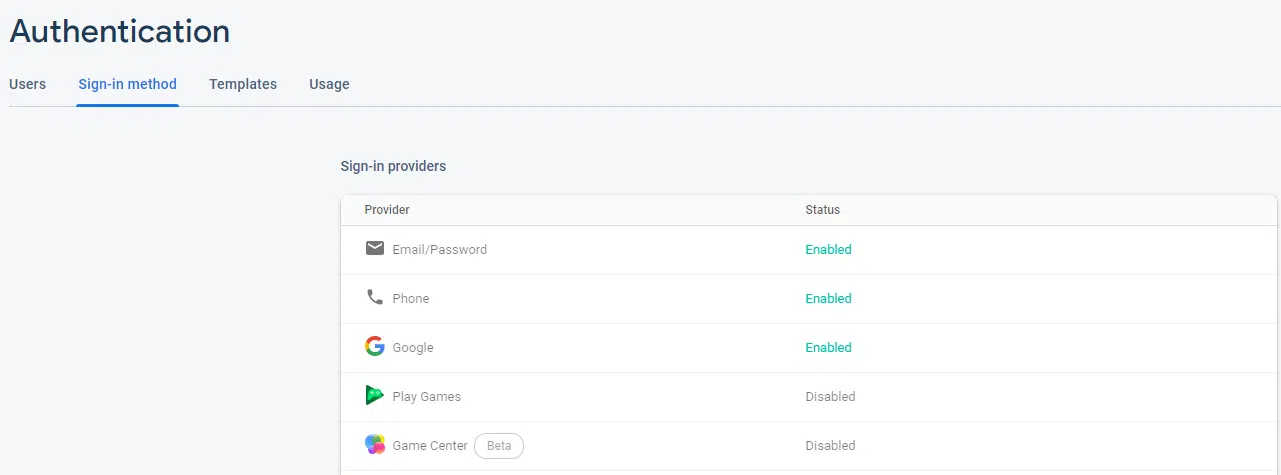 Authentication
Users Sign-in method Templates Usage
Sign-in providers
Provider Status
Email/Password Enabled
Phone Enabled
Google Enabled
Play Games Disabled
Game Center Beta Disabled